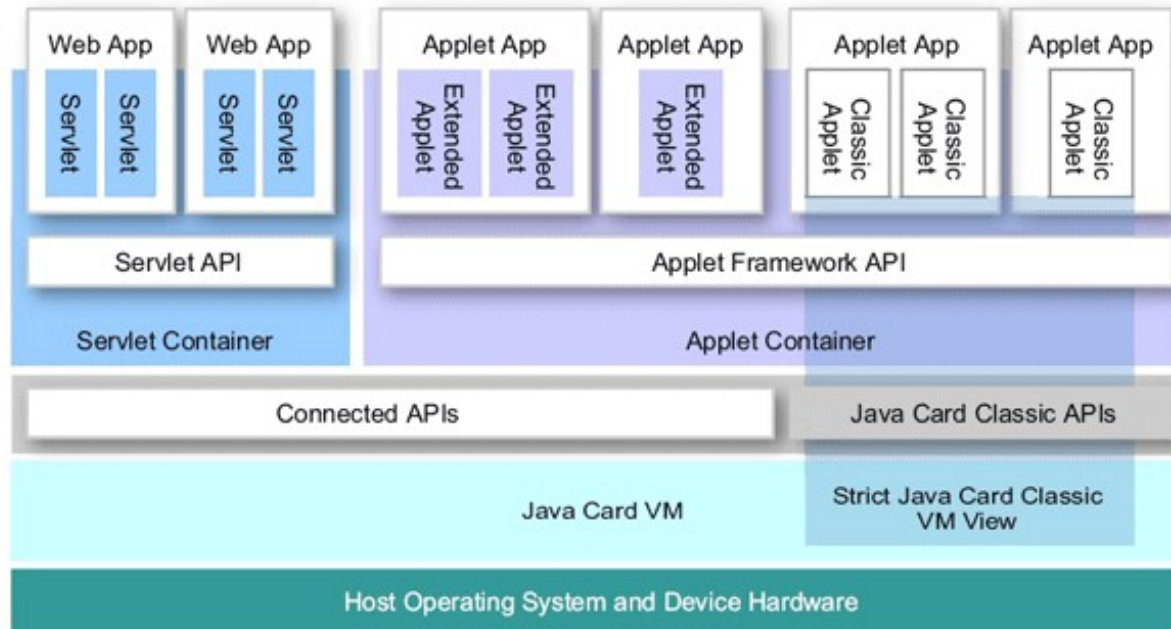 Web App
Web App
Applet App
Applet App
Applet App
Applet App
Servlet
Servlet
Servlet
Servlet
Extended
Applet
Extended
Applet
Extended
Applet
Classic
Applet
Classic
Applet
Classic
Applet
Servlet API
Applet Framework API
Servlet Container
Applet Container
Connected APIs
Java Card Classic APIs
Java Card VM
Strict Java Card Classic
VM View
Host Operating System and Device Hardware